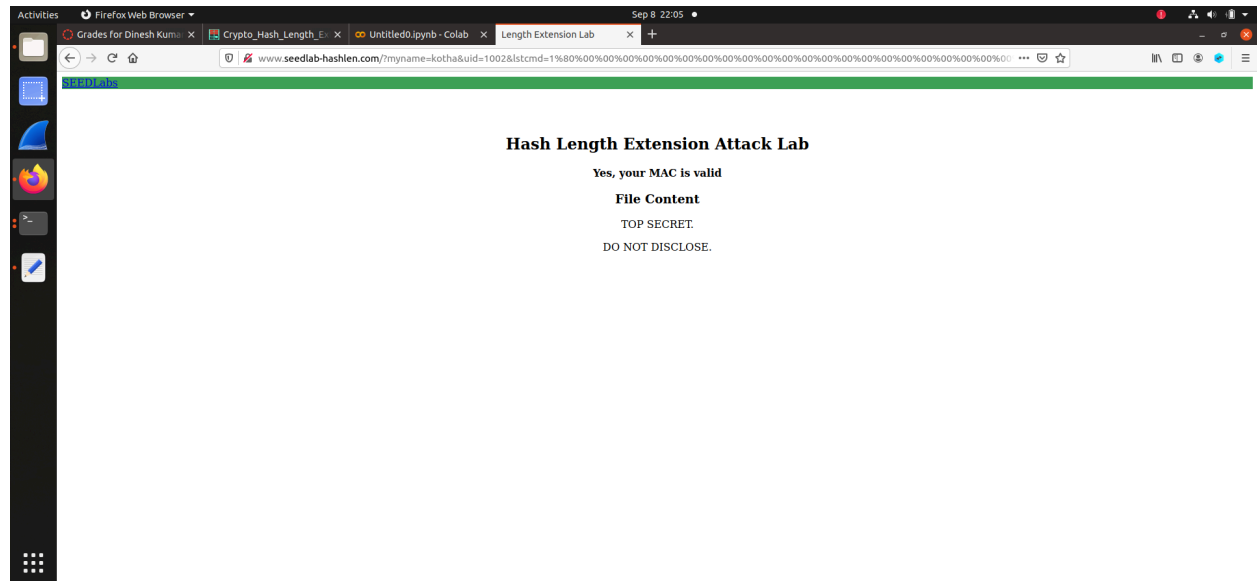 Activities Firefox Web Browser Sep 8 22:05
Grades for Dinesh Kuma Crypto_Hash_Length_Ex Untitled0.ipynb - Colab Length Extension Lab
www.seedlab-hashlen.com/?myname=kotha&uid=1002&lstcmd=1%80%00%00%00%00%00%00%00%00%00%00%00%00%00%00%00%00%00%00%00%00%00
SEEDLabs
Hash Length Extension Attack Lab
Yes, your MAC is valid
File Content
TOP SECRET.
DO NOT DISCLOSE.